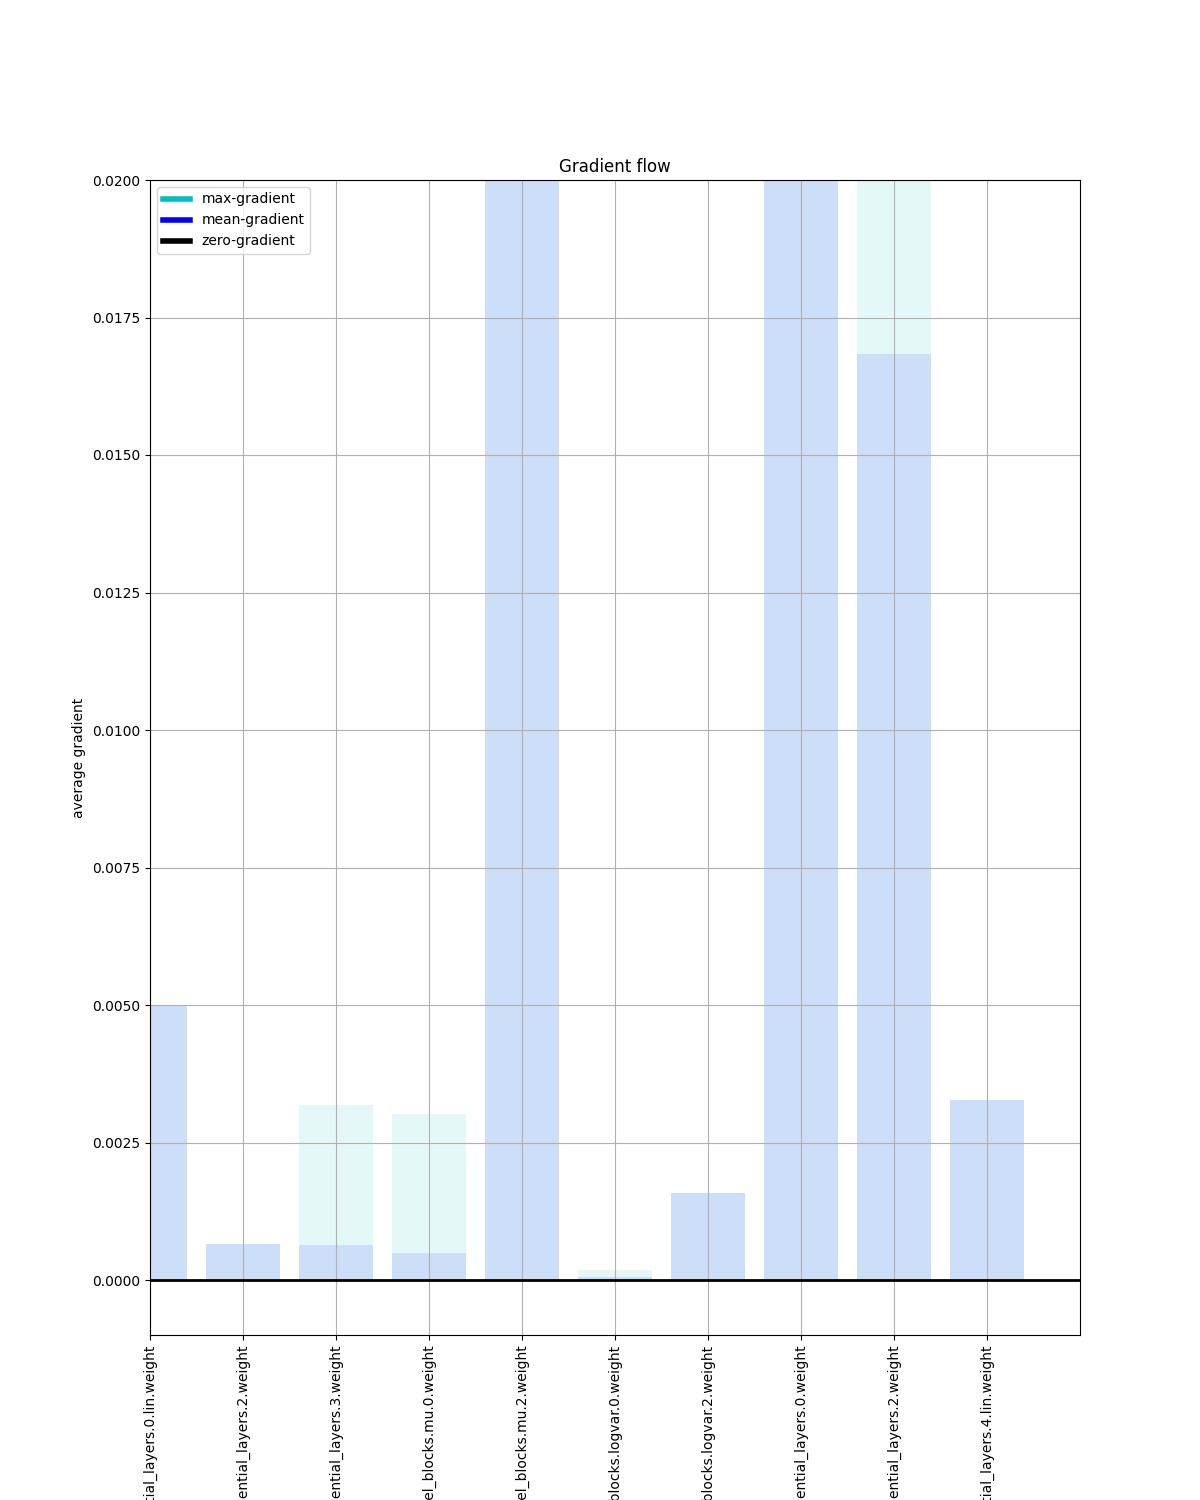 Gradient flow
max-gradient
mean-gradient
zero-gradient
0.0200
0.0175
0.0150
0.0125
0.0100
0.0075
0.0050
0.0025
0.0000
average gradient
tial_layers.0.lin.weight
ential_layers.2.weight
ential_layers.3.weight
el_blocks.mu.0.weight
el_blocks.mu.2.weight
blocks.logvar.0.weight
blocks.logvar.2.weight
ential_layers.0.weight
ential_layers.2.weight
tial_layers.4.lin.weight